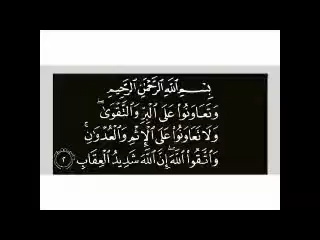 بِسْمِ ٱللَّهِ ٱلرَّحْمَٰنِ ٱلرَّحِيمِ
وَتَعَاوَنُوا۟ عَلَى ٱلْبِرِّ وَٱلتَّقْوَىٰ ۖ
وَلَا تَعَاوَنُوا۟ عَلَى ٱلْإِثْمِ وَٱلْعُدْوَٰنِ ۚ
وَٱتَّقُوا۟ ٱللَّهَ ۖ إِنَّ ٱللَّهَ شَدِيدُ ٱلْعِقَابِ ٢